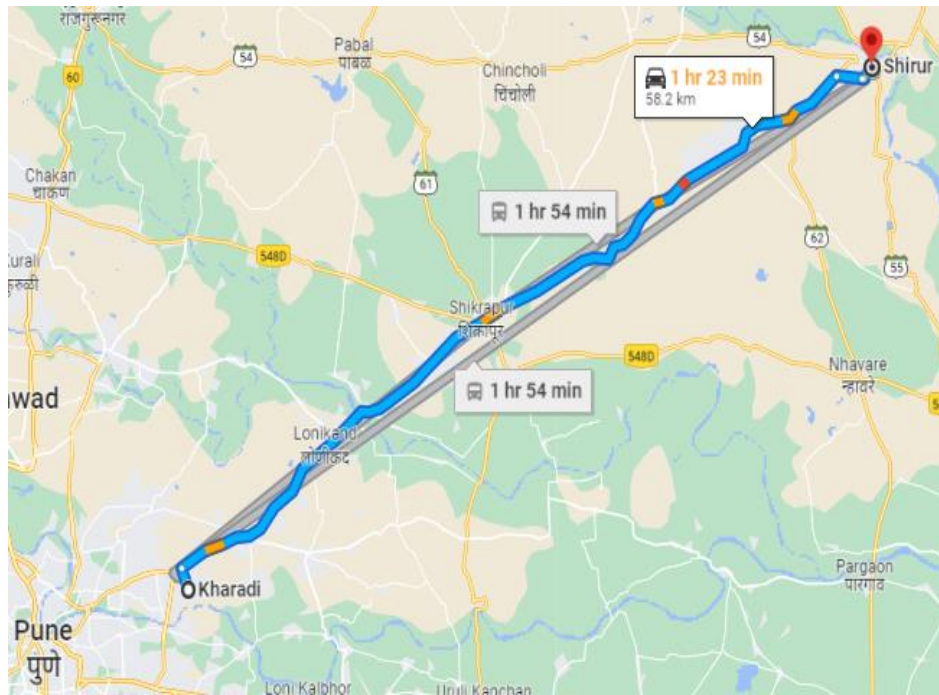 राजगुरूनगर
54
60
Pabal
पाबळ
Chincholi
चिंचोली
54
Shirur
1 hr 23 min
58.2 km
Chakan
चाकण
61
1 hr 54 min
548D
62
55
कुरुळी
Shikrapur
शिक्रापूर
548D
1 hr 54 min
Nhavare
न्हावरे
Lonikand
लोणीकंद
Kharadi
Pargaon
पारगाव
Pune
पुणे
Loni Kalbhor
Uruli Kanchan